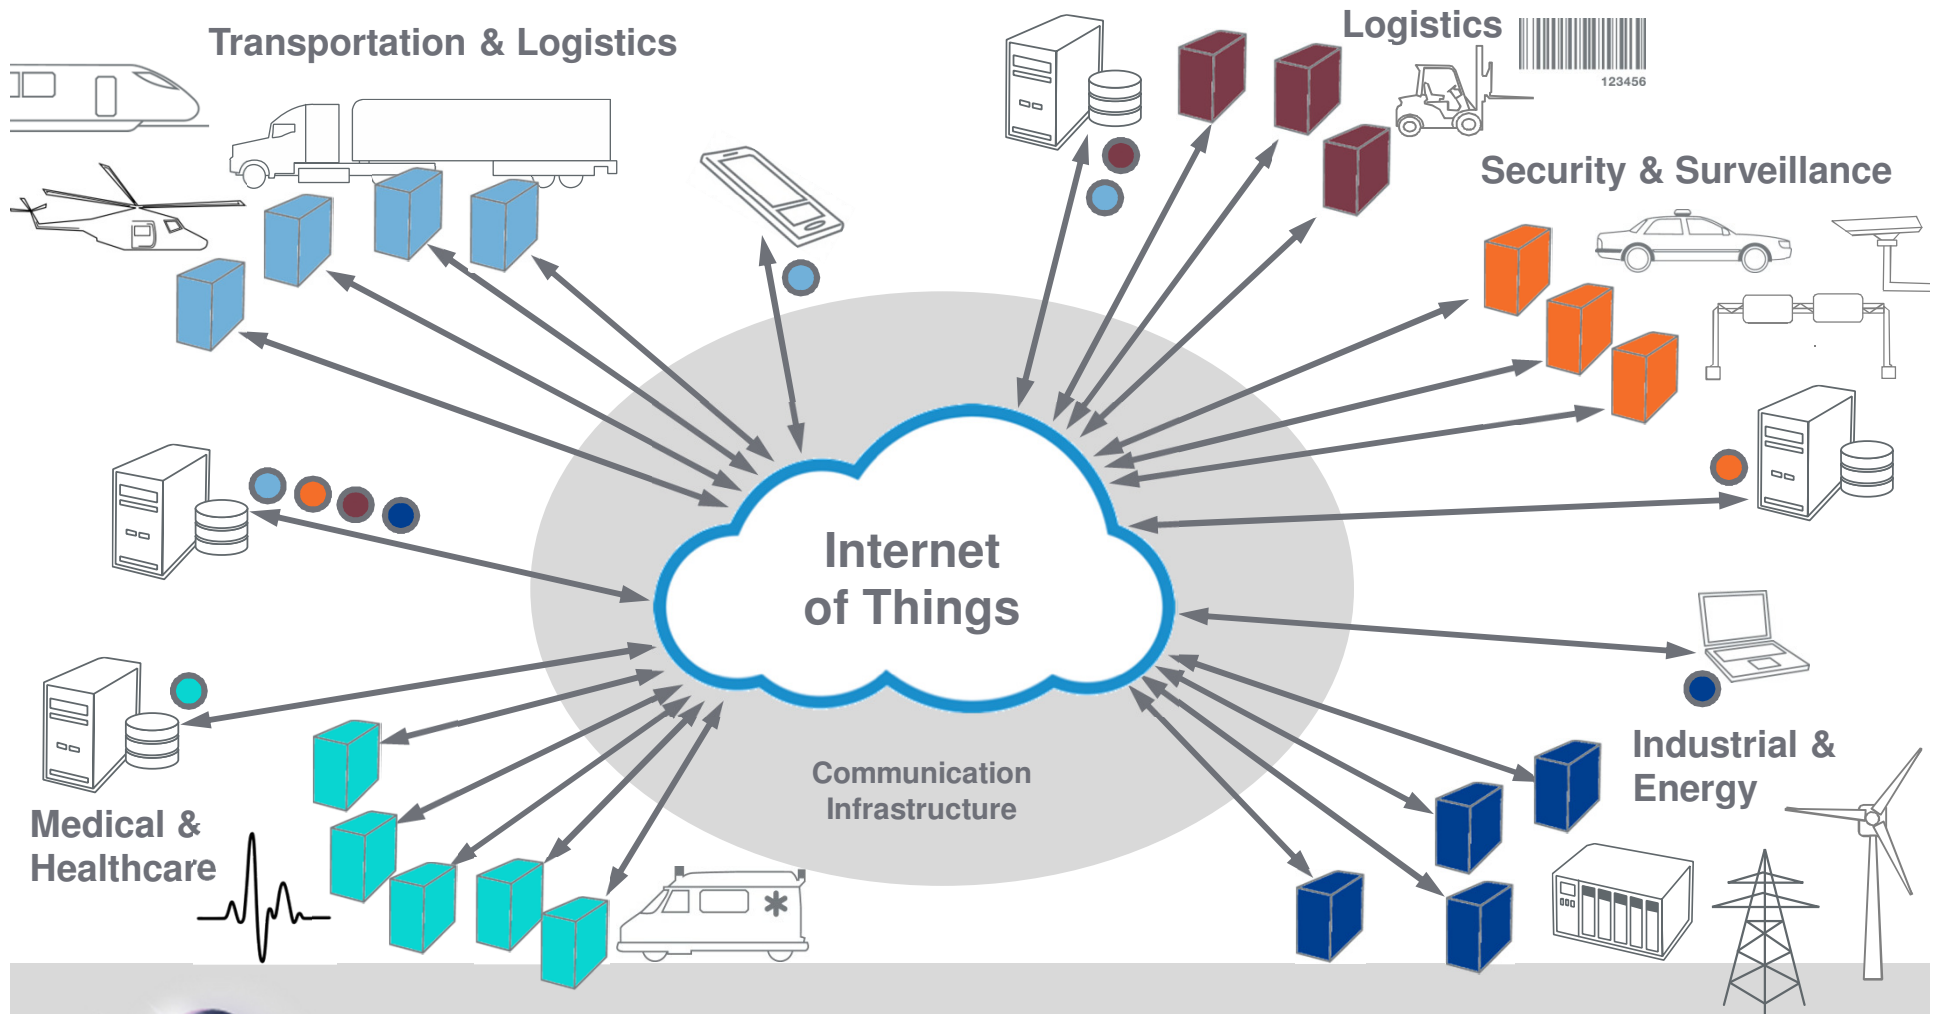 Transportation & Logistics
Logistics
123456
Security & Surveillance
Internet
of Things
Communication
Infrastructure
Industrial &
Energy
Medical &
Healthcare